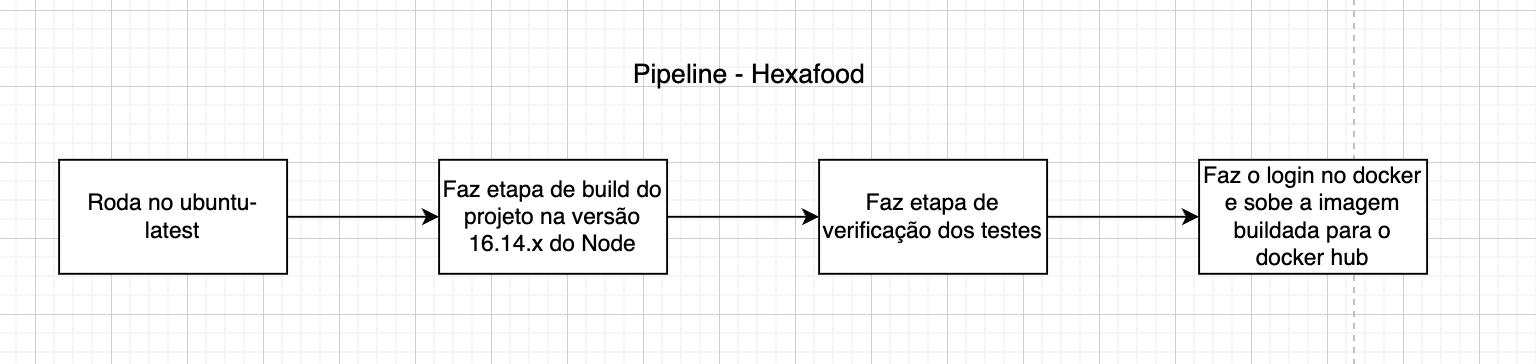 Pipeline - Hexafood
Roda no ubuntu-
latest
Faz etapa de build do
projeto na versão
16.14.x do Node
Faz etapa de
verificação dos testes
Faz o login no docker
e sobe a imagem
buildada para o
docker hub